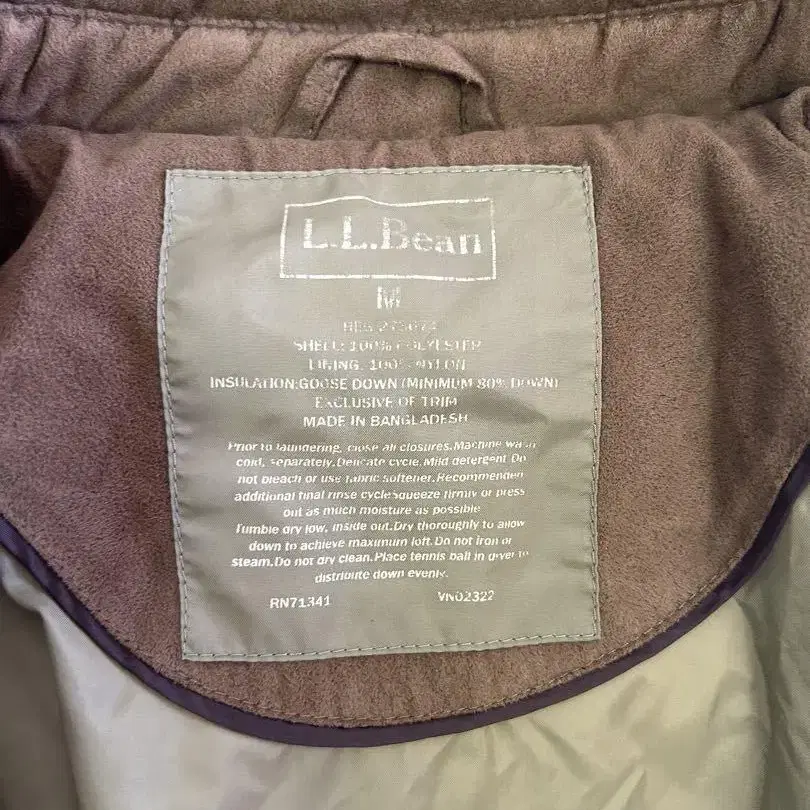 L.L.Bean
M
REG 273074
SHELL: 100% POLYESTER
LINING: 100% NYLON
INSULATION:GOOSE DOWN (MINIMUM 80% DOWN)
EXCLUSIVE OF TRIM
MADE IN BANGLADESH
Prior to laundering, close all closures.Machine wash
cold, separately.Delicate cycle. Mild detergent. Do
not bleach or use fabric softener.Recommended
additional final rinse cycle.Squeeze firmly or press
out as much moisture as possible
Tumble dry low, inside out.Dry thoroughly to allow
down to achieve maximum loft.Do not iron or
steam.Do not dry clean.Place tennis ball in dryer to
distribute down evenly.
RN71341 VN02322